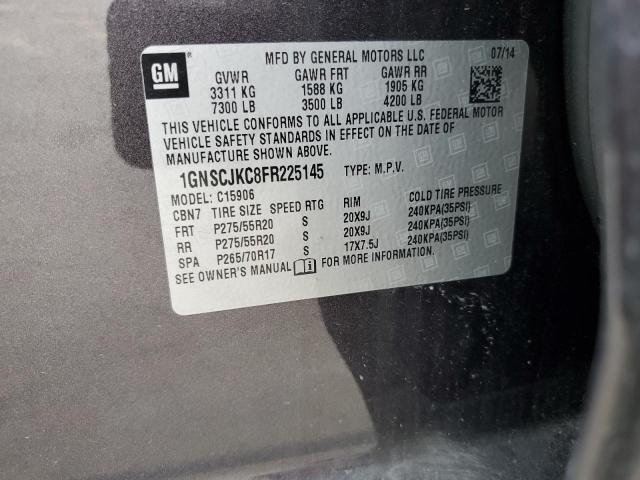 GM
MFD BY GENERAL MOTORS LLC 07/14
GVWR GAWR FRT GAWR RR
3311 KG 1588 KG 1905 KG
7300 LB 3500 LB 4200 LB
THIS VEHICLE CONFORMS TO ALL APPLICABLE U.S. FEDERAL MOTOR
VEHICLE SAFETY STANDARDS IN EFFECT ON THE DATE OF
MANUFACTURE SHOWN ABOVE.
1GNSCJKC8FR225145 TYPE: M.P.V.
MODEL: C15906
CBN7 TIRE SIZE SPEED RTG RIM COLD TIRE PRESSURE
FRT P275/55R20 S 20X9J 240KPA(35PSI)
RR P275/55R20 S 20X9J 240KPA(35PSI)
SPA P265/70R17 S 17X7.5J 240KPA(35PSI)
SEE OWNER'S MANUAL FOR MORE INFORMATION.